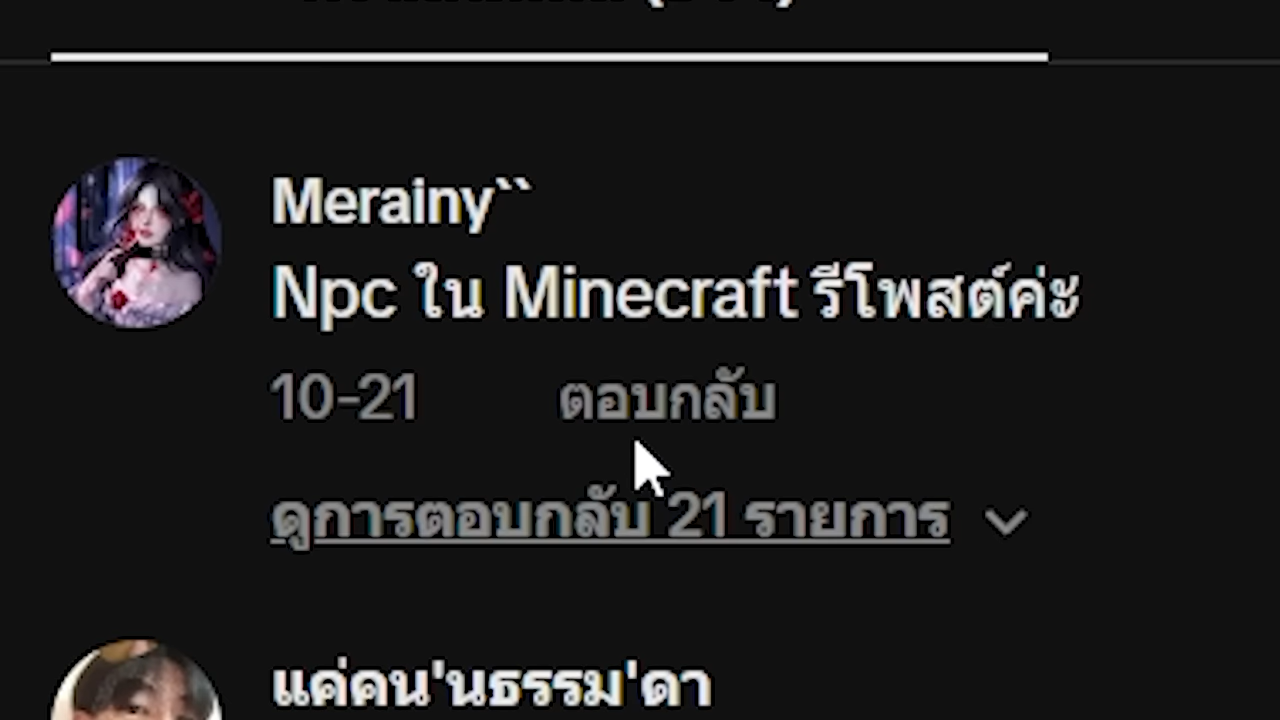 Merainy``
Npc ใน Minecraft รีโพสต์ค่ะ
10-21 ตอบกลับ
ดูการตอบกลับ 21 รายการ
แค่คน'นธรรม'ดา